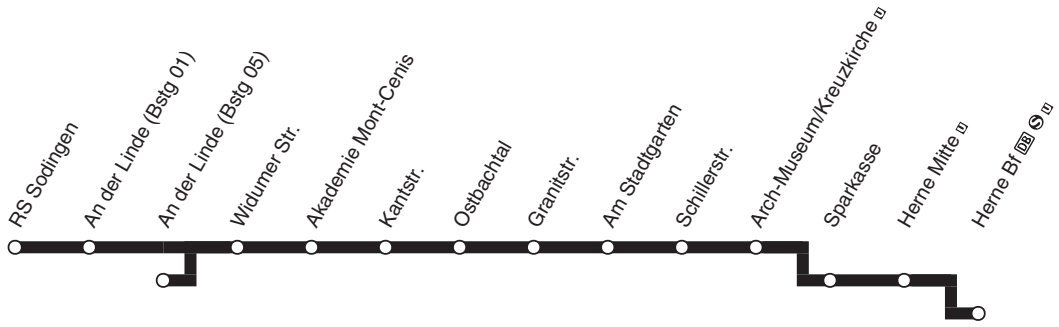 RS Sodingen
An der Linde (Bstg 01)
An der Linde (Bstg 05)
Widumer Str.
Akademie Mont-Cenis
Kantstr.
Ostbachtal
Granitstr.
Am Stadtgarten
Schillerstr.
Arch-Museum/Kreuzkirche U
Sparkasse
Herne Mitte U
Herne Bf DB S U